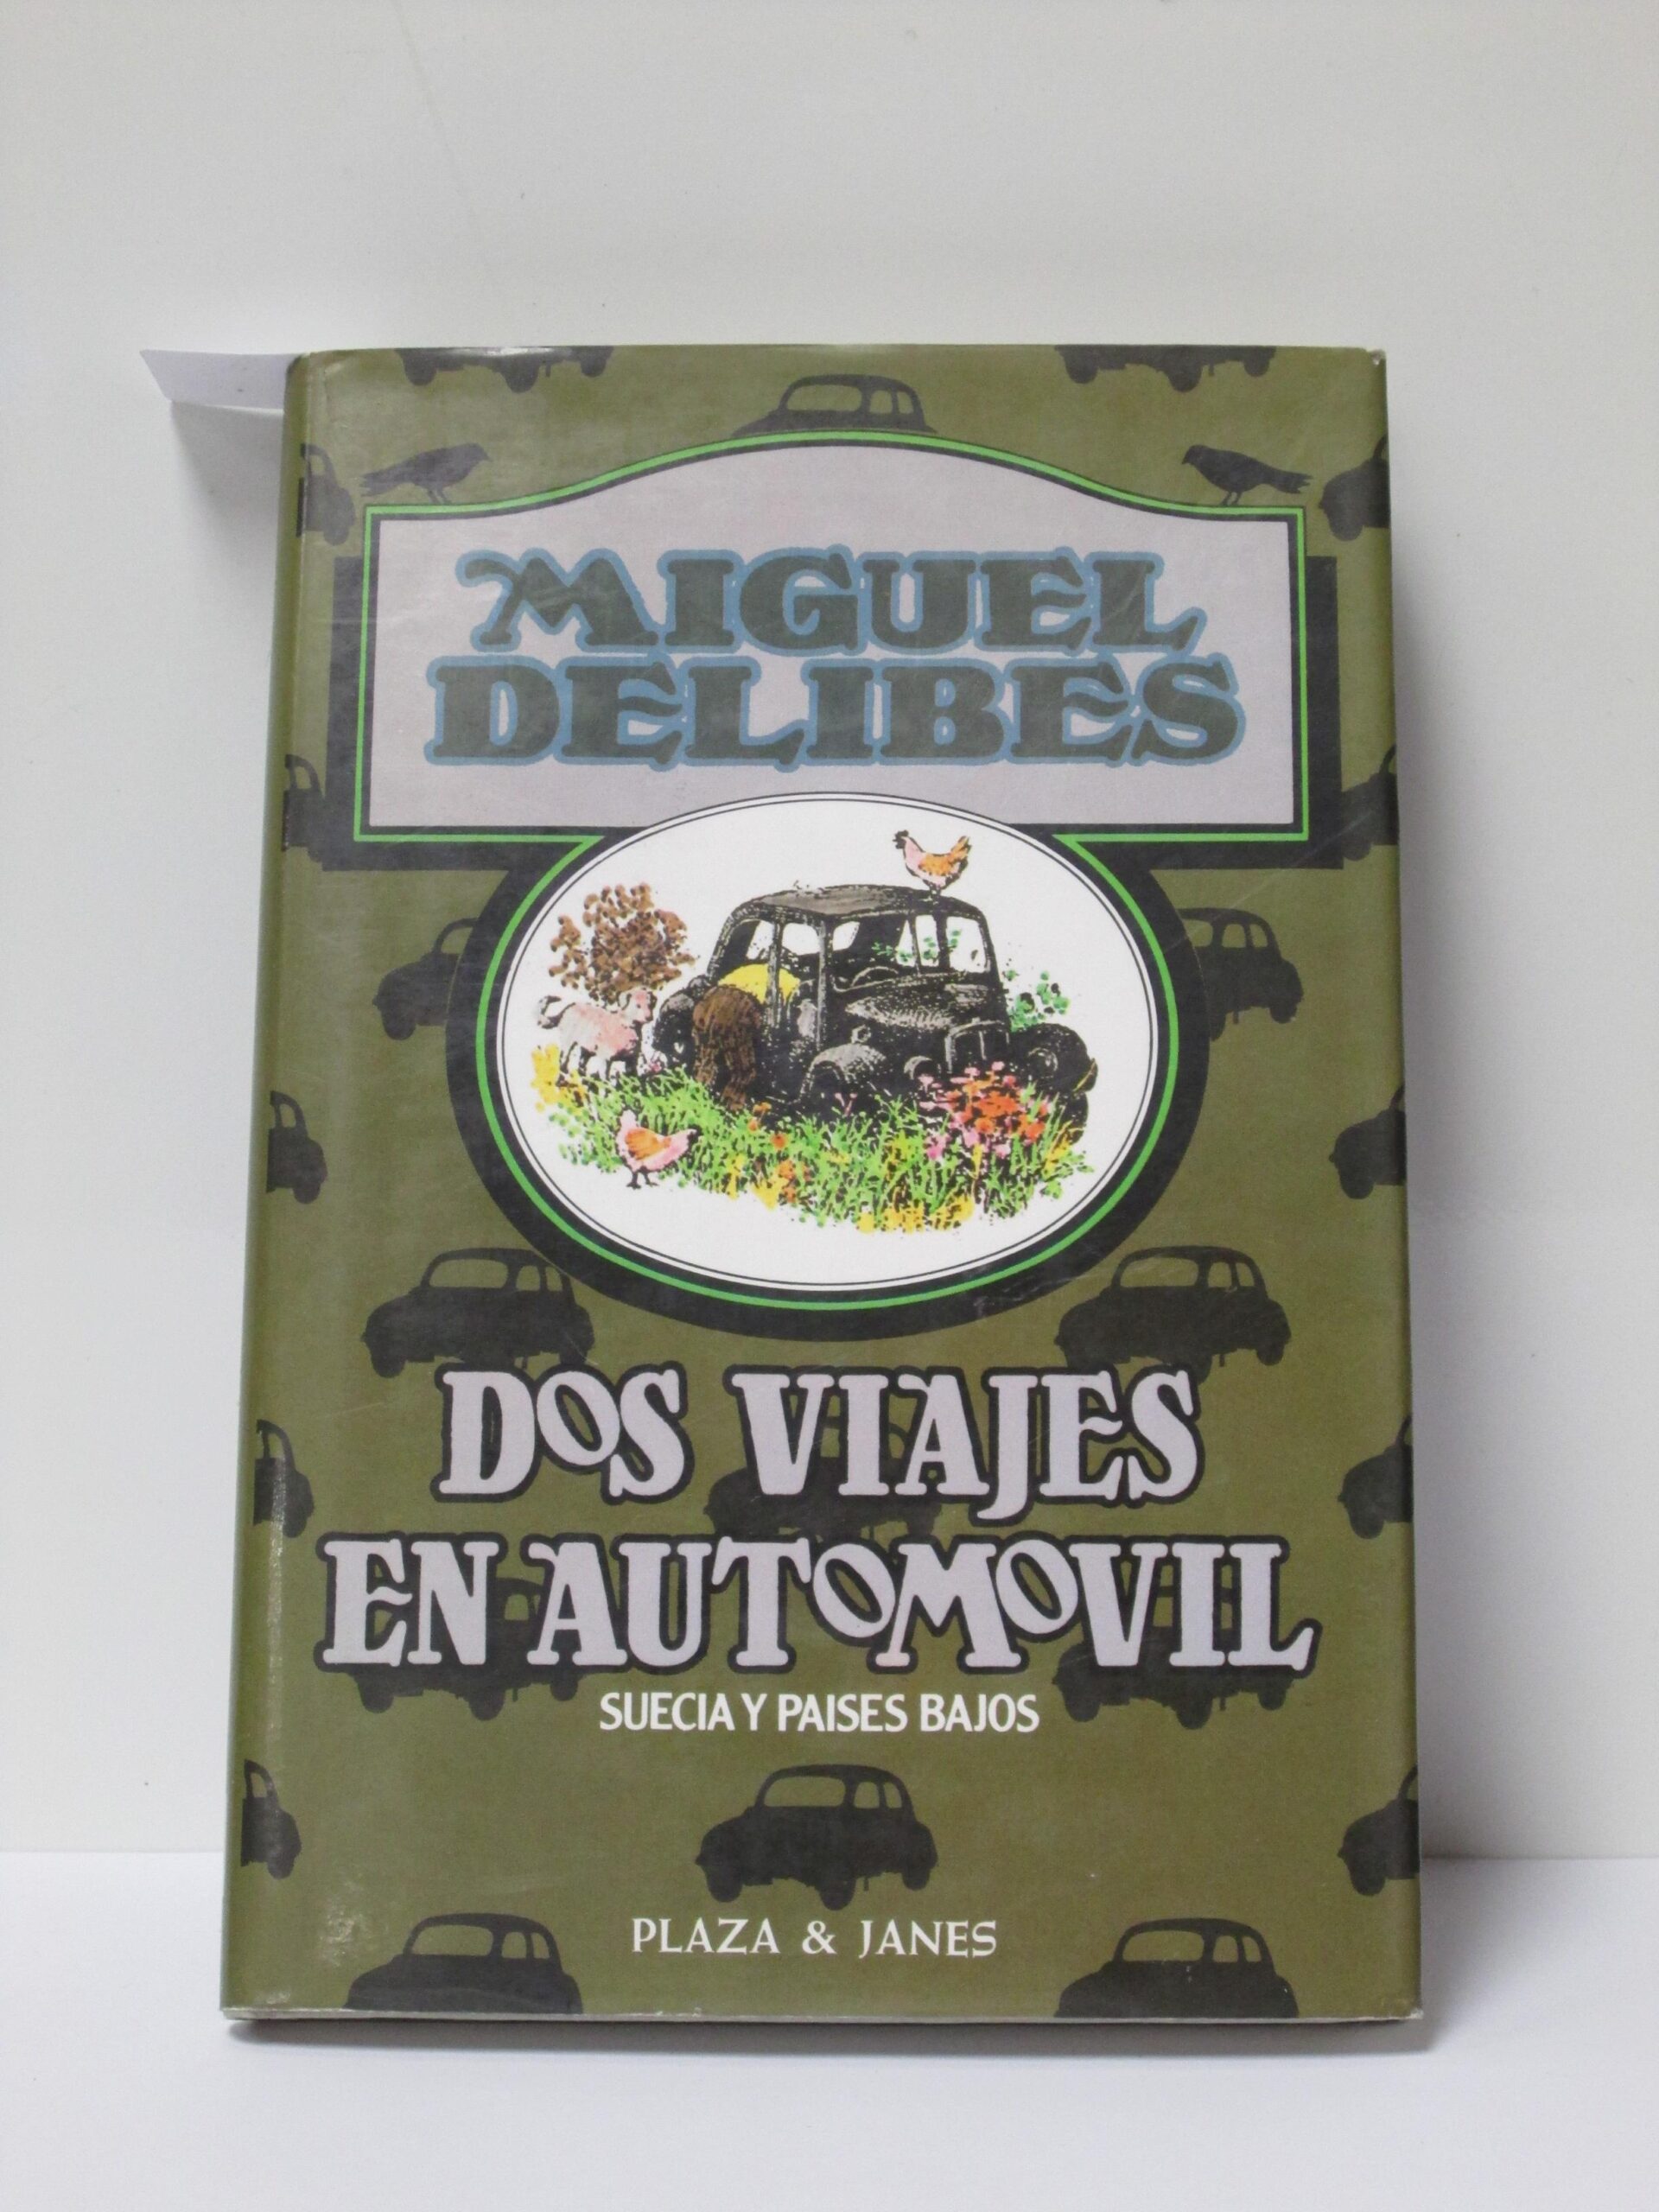 MIGUEL
DELIBES
DOS VIAJES
EN AUTOMOVIL
SUECIA Y PAISES BAJOS
PLAZA & JANES